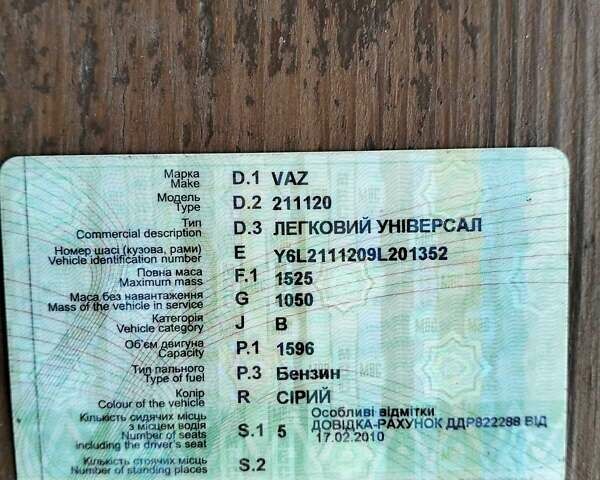 Марка D.1 VAZ
Make
Модель D.2 211120
Type
Тип D.3 ЛЕГКОВИЙ УНІВЕРСАЛ
Commercial description
Номер шасі (кузова, рами) E Y6L2111209L201352
Vehicle identification number
Повна маса F.1 1525
Maximum mass
Маса без навантаження G 1050
Mass of the vehicle in service
Категорія J B
Vehicle category
Об'єм двигуна P.1 1596
Capacity
Тип пального P.3 Бензин
Type of fuel
Колір R СІРИЙ
Colour of the vehicle
Кількість сидячих місць Особливі відмітки
з місцем водія S.1 5 ДОВІДКА-РАХУНОК ДДР822288 ВІД
Number of seats 17.02.2010
including the driver's seat
Кількість стоячих місць S.2
Number of standing places